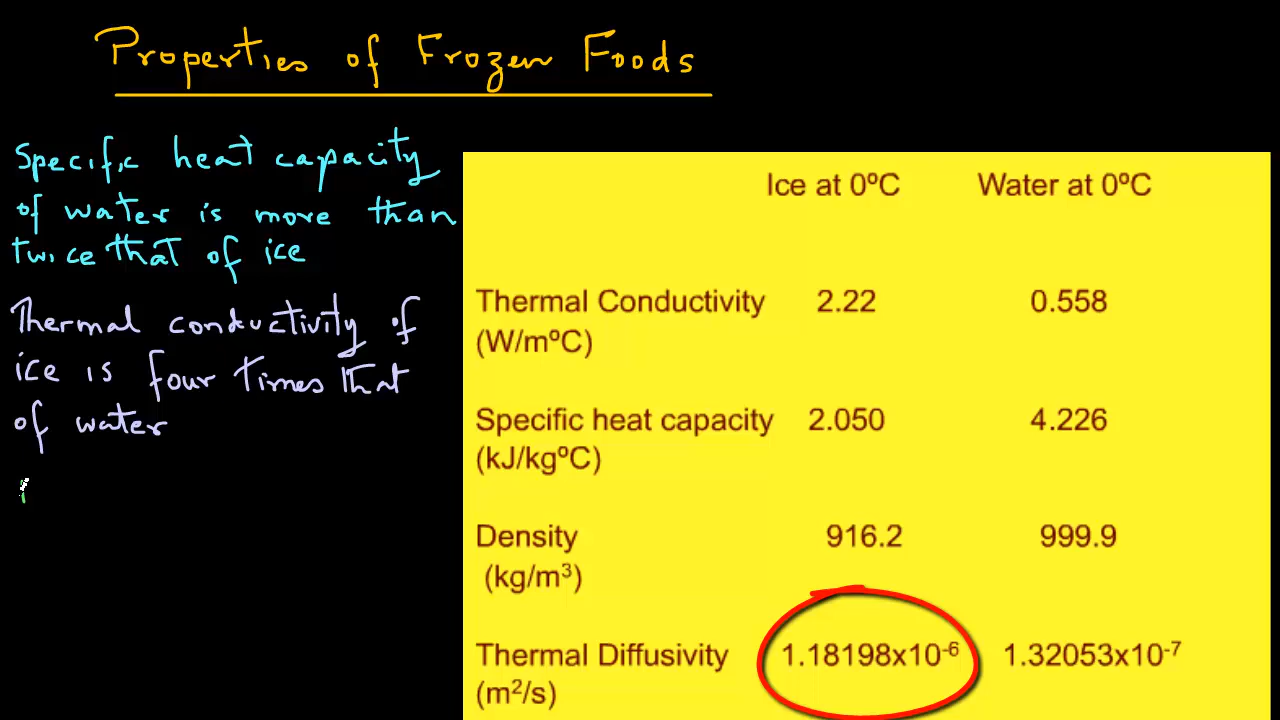 Properties of Frozen Foods
Specific heat capacity
of water is more than
twice that of ice
Thermal conductivity of
ice is four times that
of water
Ice at 0ºC Water at 0ºC
Thermal Conductivity 2.22 0.558
(W/mºC)
Specific heat capacity 2.050 4.226
(kJ/kgºC)
Density 916.2 999.9
(kg/m³)
Thermal Diffusivity 1.18198x10⁻⁶ 1.32053x10⁻⁷
(m²/s)